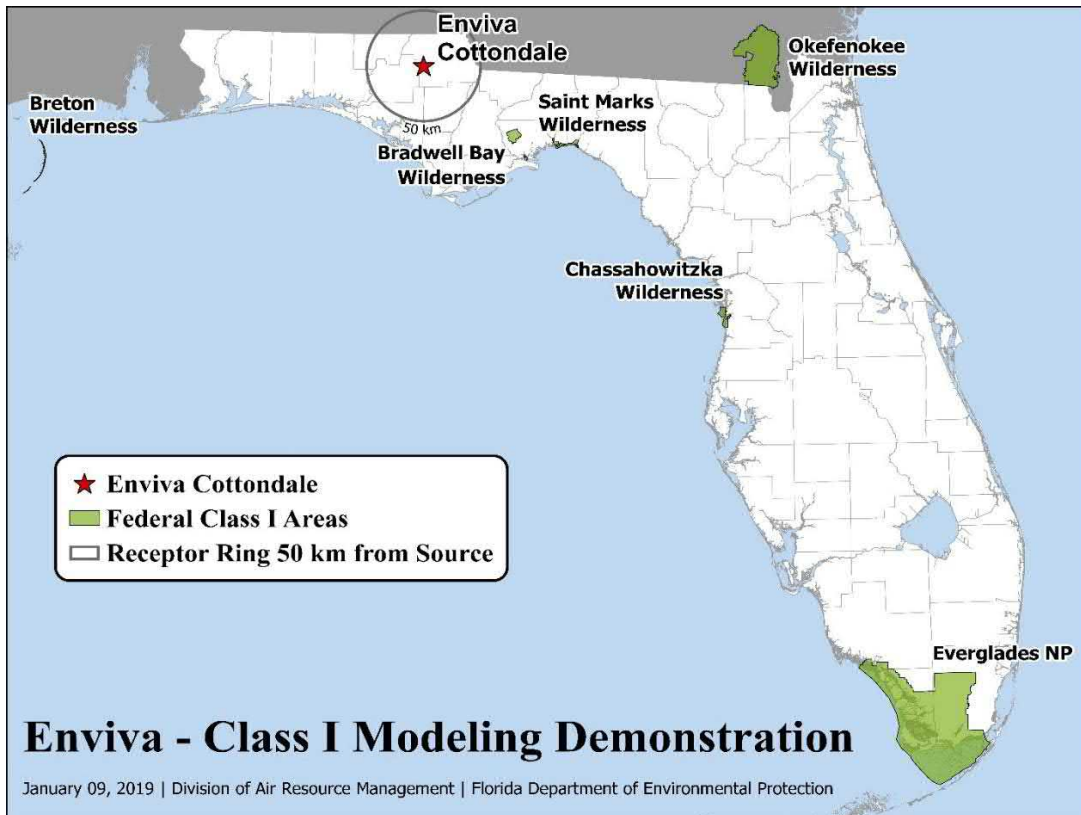 Enviva
Cottondale
Okefenokee
Wilderness
Breton
Wilderness
Saint Marks
Wilderness
50 km
Bradwell Bay
Wilderness
Chassahowitzka
Wilderness
Enviva Cottondale
Federal Class I Areas
Receptor Ring 50 km from Source
Everglades NP
Enviva - Class I Modeling Demonstration
January 09, 2019 | Division of Air Resource Management | Florida Department of Environmental Protection